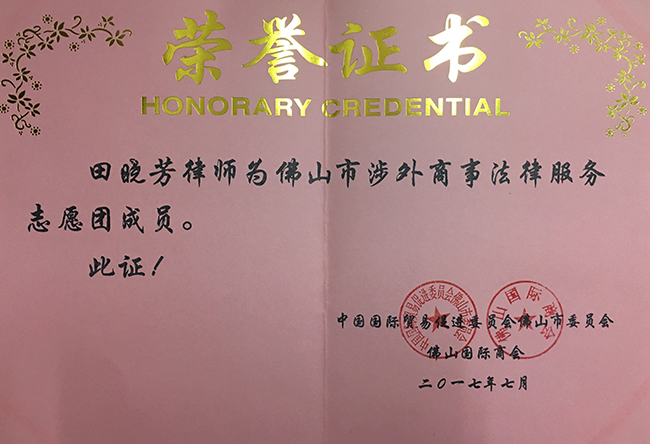 荣誉证书
HONORARY CREDENTIAL
田晓芳律师为佛山市涉外商事法律服务
志愿团成员。
此证！
中国国际贸易促进委员会佛山市委员会
佛山国际商会
二〇一七年七月